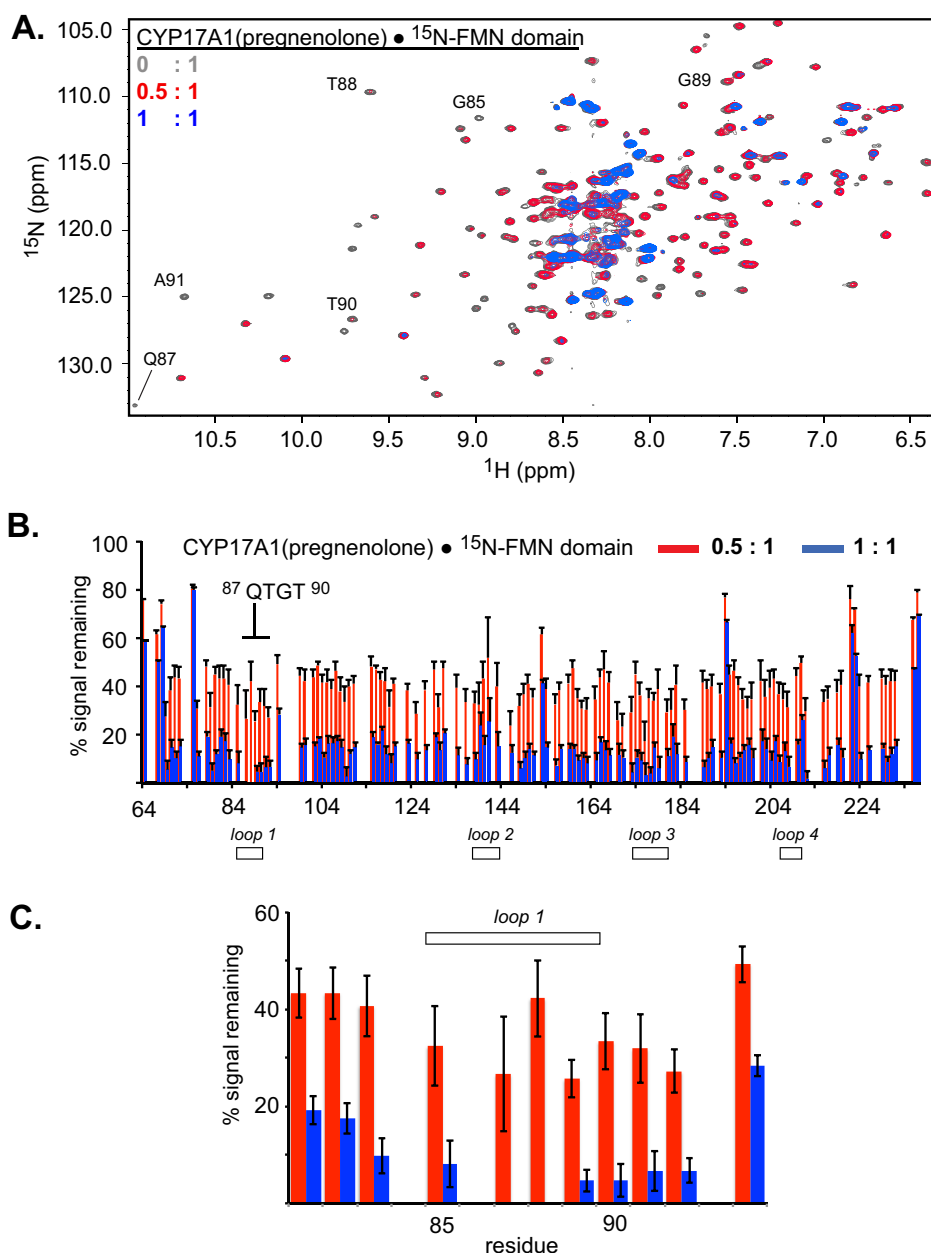 A.
CYP17A1(pregnenolone) ● ¹⁵N-FMN domain
0 : 1
0.5 : 1
1 : 1
T88
G85
G89
A91
T90
Q87
105.0
110.0
115.0
120.0
125.0
130.0
¹⁵N (ppm)
10.5 10.0 9.5 9.0 8.5 8.0 7.5 7.0 6.5
¹H (ppm)
B.
CYP17A1(pregnenolone) ● ¹⁵N-FMN domain 0.5 : 1 1 : 1
⁸⁷ QTGT ⁹⁰
100
80
60
40
20
% signal remaining
64 84 104 124 144 164 184 204 224
loop 1 loop 2 loop 3 loop 4
C.
loop 1
60
40
20
% signal remaining
85 90
residue